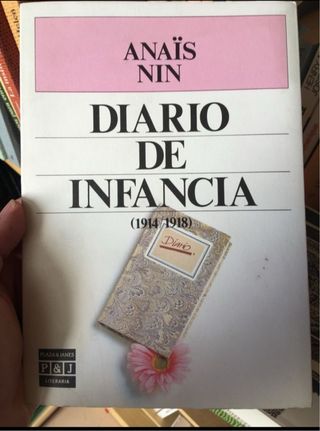 ANAÏS
NIN
DIARIO
DE
INFANCIA
(1914/1918)
Diario
PLAZA & JANES
P&J
LITERARIA